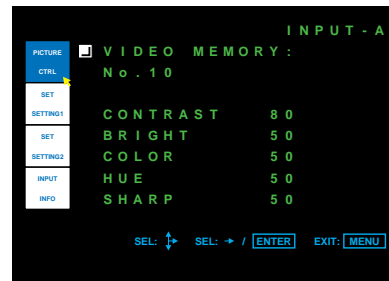 INPUT-A
PICTURE
CTRL
VIDEO MEMORY:
No.10
SET
SETTING1
CONTRAST 80
SET
BRIGHT 50
SETTING2
COLOR 50
INPUT
HUE 50
INFO
SHARP 50
SEL: SEL: → / ENTER EXIT: MENU